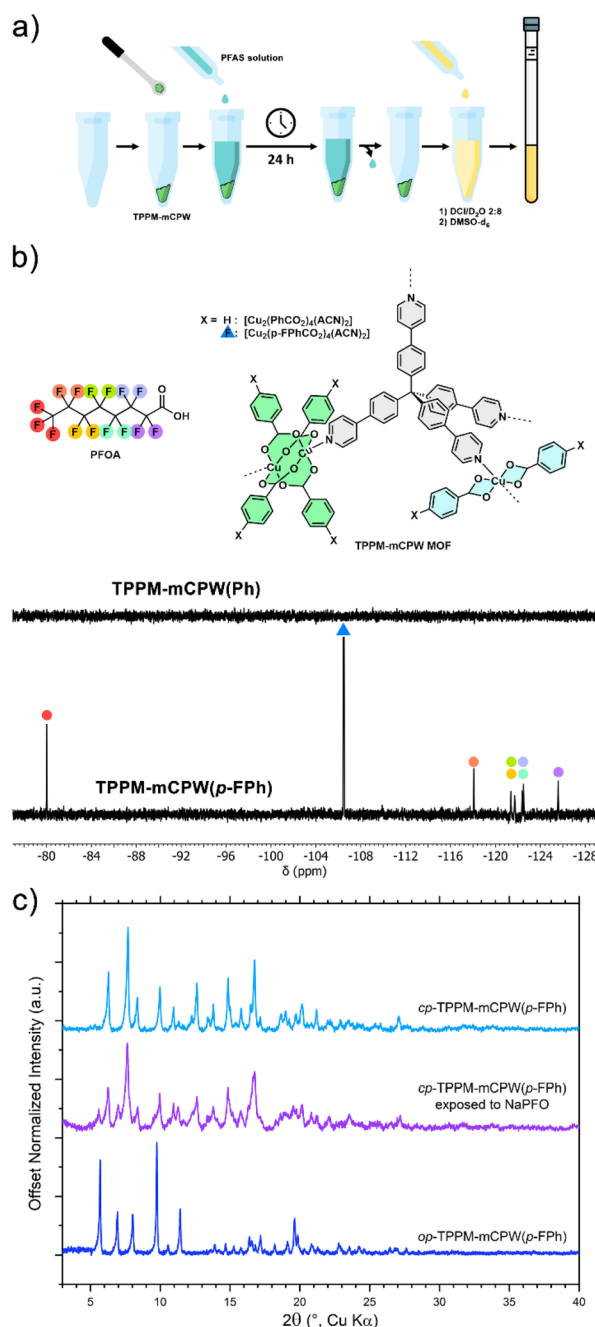 a)
PFAS solution
24 h
TPPM-mCPW
1) DCl/D₂O 2:8
2) DMSO-d₆
b)
X = H : [Cu₂(PhCO₂)₄(ACN)₂]
F : [Cu₂(p-FPhCO₂)₄(ACN)₂]
F F F F F F
F F F O
F OH
F F F F F F
PFOA
N
X
X
X
N
N
N
O
O
Cu
Cu
O
O
Cu
X
X
X
X
TPPM-mCPW MOF
TPPM-mCPW(Ph)
TPPM-mCPW(p-FPh)
-80 -84 -88 -92 -96 -100 -104 -108 -112 -116 -120 -124 -128
δ (ppm)
c)
Offset Normalized Intensity (a.u.)
cp-TPPM-mCPW(p-FPh)
cp-TPPM-mCPW(p-FPh)
exposed to NaPFO
op-TPPM-mCPW(p-FPh)
5 10 15 20 25 30 35 40
2θ (°, Cu Kα)